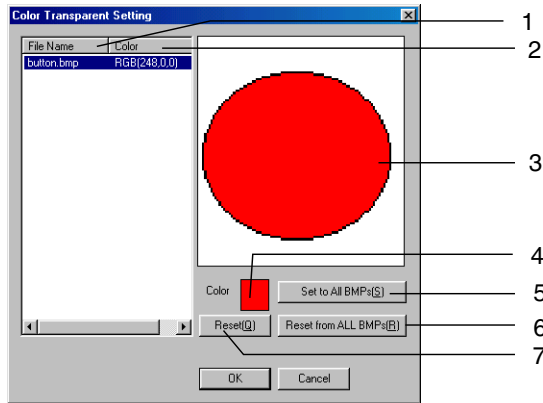 Color Transparent Setting
1
File Name Color
2
button.bmp RGB(248,0,0)
3
4
Color Set to All BMPs(S)
5
Reset(Q) Reset from ALL BMPs(R)
6
7
OK Cancel